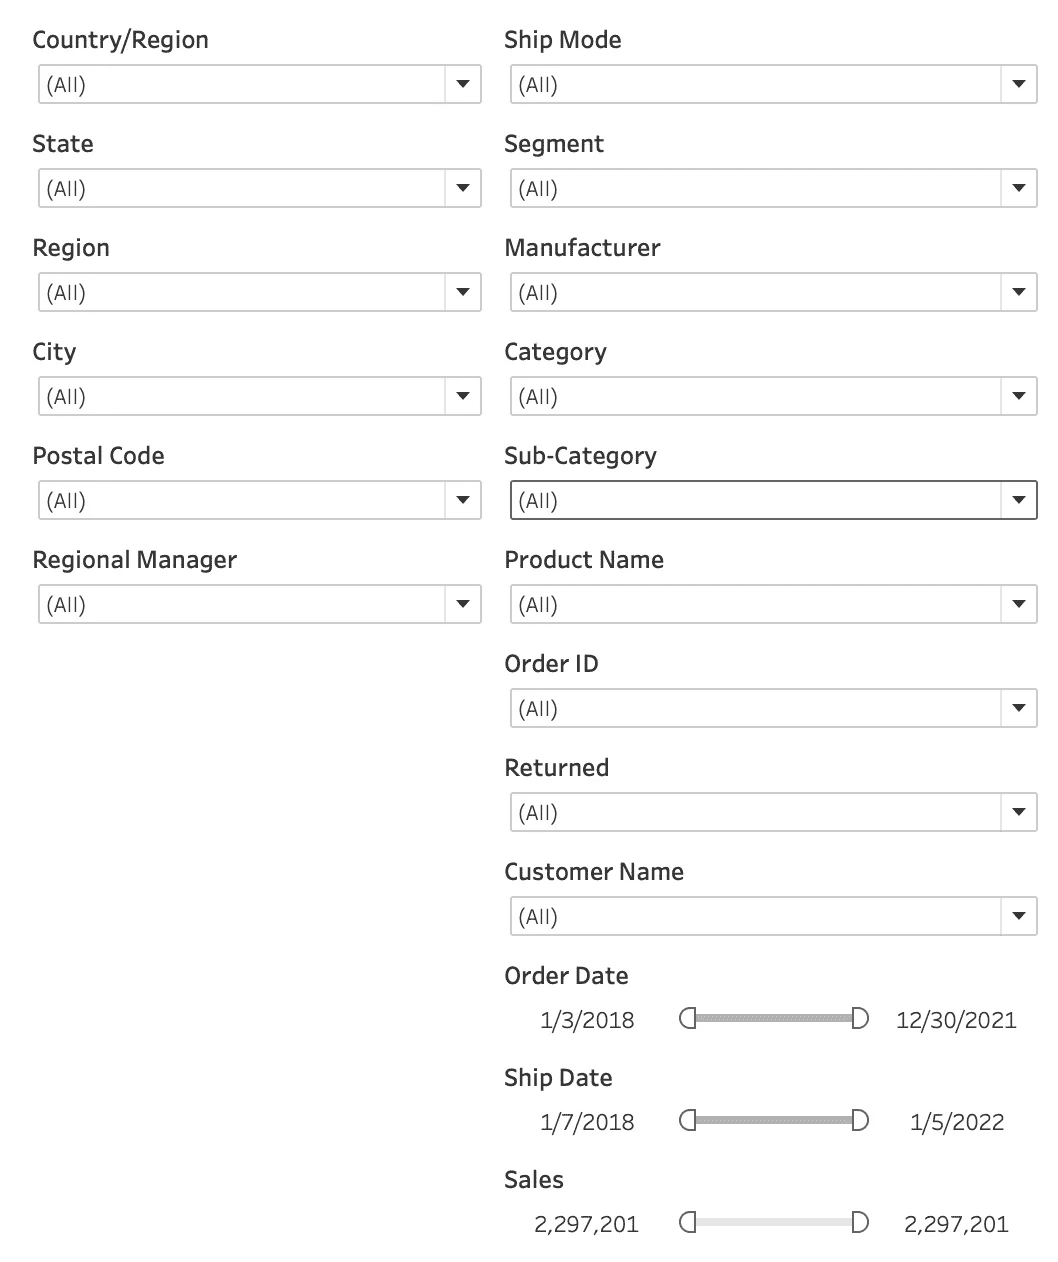 Country/Region
(All)
State
(All)
Region
(All)
City
(All)
Postal Code
(All)
Regional Manager
(All)
Ship Mode
(All)
Segment
(All)
Manufacturer
(All)
Category
(All)
Sub-Category
(All)
Product Name
(All)
Order ID
(All)
Returned
(All)
Customer Name
(All)
Order Date
1/3/2018 12/30/2021
Ship Date
1/7/2018 1/5/2022
Sales
2,297,201 2,297,201